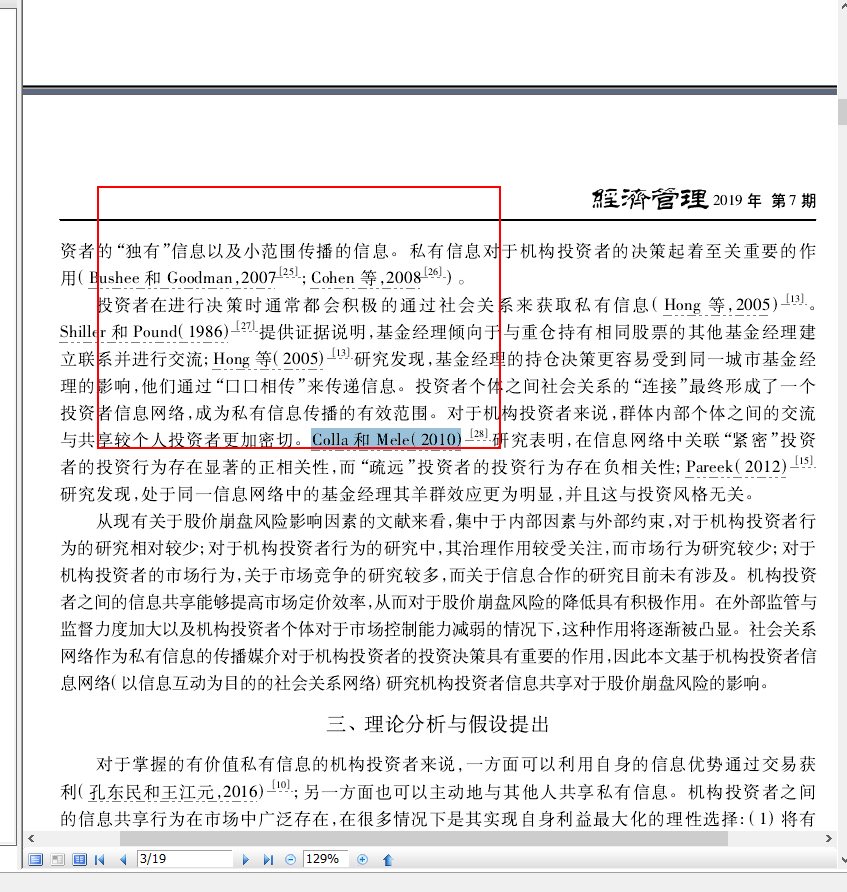 經濟管理 2019 年 第 7 期
资者的“独有”信息以及小范围传播的信息。私有信息对于机构投资者的决策起着至关重要的作
用( Bushee 和 Goodman,2007[25]; Cohen 等,2008[26]) 。
投资者在进行决策时通常都会积极的通过社会关系来获取私有信息( Hong 等,2005)[13]。
Shiller 和 Pound( 1986)[27]提供证据说明,基金经理倾向于与重仓持有相同股票的其他基金经理建
立联系并进行交流; Hong 等( 2005)[13]研究发现,基金经理的持仓决策更容易受到同一城市基金经
理的影响,他们通过“口口相传”来传递信息。投资者个体之间社会关系的“连接”最终形成了一个
投资者信息网络,成为私有信息传播的有效范围。对于机构投资者来说,群体内部个体之间的交流
与共享较个人投资者更加密切。Colla 和 Mele( 2010)[28]研究表明,在信息网络中关联“紧密”投资
者的投资行为存在显著的正相关性,而“疏远”投资者的投资行为存在负相关性; Pareek( 2012)[15]
研究发现,处于同一信息网络中的基金经理其羊群效应更为明显,并且这与投资风格无关。
从现有关于股价崩盘风险影响因素的文献来看,集中于内部因素与外部约束,对于机构投资者行
为的研究相对较少; 对于机构投资者行为的研究中,其治理作用较受关注,而市场行为研究较少; 对于
机构投资者的市场行为,关于市场竞争的研究较多,而关于信息合作的研究目前未有涉及。机构投资
者之间的信息共享能够提高市场定价效率,从而对于股价崩盘风险的降低具有积极作用。在外部监管与
监督力度加大以及机构投资者个体对于市场控制能力减弱的情况下,这种作用将逐渐被凸显。社会关系
网络作为私有信息的传播媒介对于机构投资者的投资决策具有重要的作用,因此本文基于机构投资者信
息网络( 以信息互动为目的的社会关系网络) 研究机构投资者信息共享对于股价崩盘风险的影响。
三、理论分析与假设提出
对于掌握的有价值私有信息的机构投资者来说,一方面可以利用自身的信息优势通过交易获
利( 孔东民和王江元,2016)[10]; 另一方面也可以主动地与其他人共享私有信息。机构投资者之间
的信息共享行为在市场中广泛存在,在很多情况下是其实现自身利益最大化的理性选择: ( 1) 将有
3/19
129%